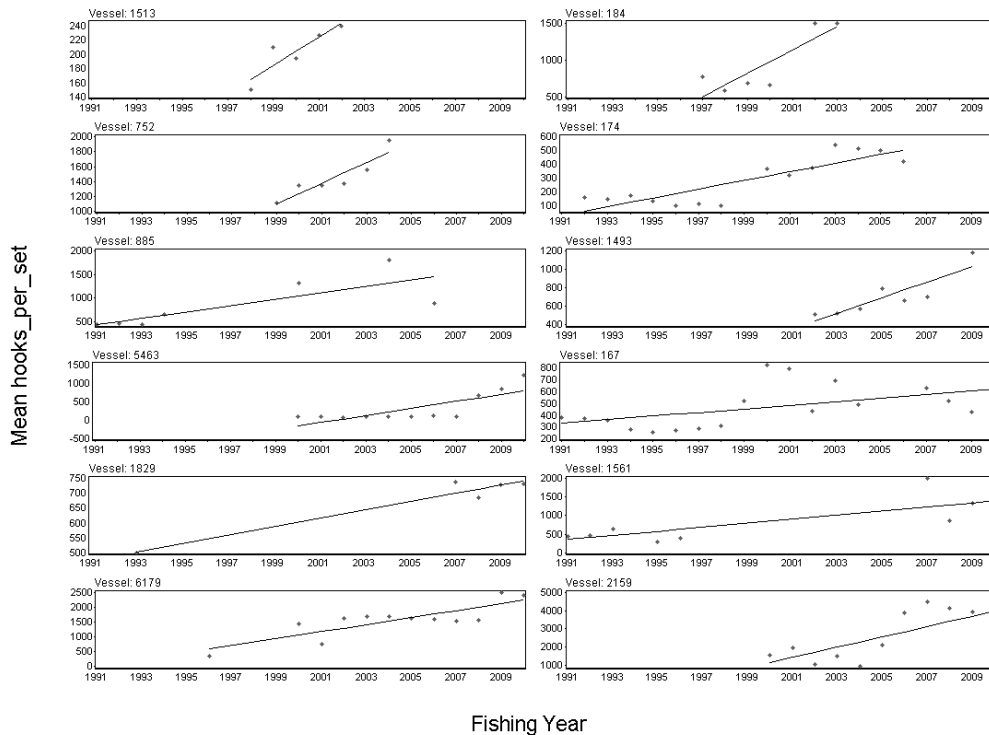 Mean hooks_per_set
Vessel: 1513
240
220
200
180
160
140
1991 1993 1995 1997 1999 2001 2003 2005 2007 2009
Vessel: 184
1500
1000
500
1991 1993 1995 1997 1999 2001 2003 2005 2007 2009
Vessel: 752
2000
1800
1600
1400
1200
1000
1991 1993 1995 1997 1999 2001 2003 2005 2007 2009
Vessel: 174
600
500
400
300
200
100
1991 1993 1995 1997 1999 2001 2003 2005 2007 2009
Vessel: 885
2000
1500
1000
500
1991 1993 1995 1997 1999 2001 2003 2005 2007 2009
Vessel: 1493
1200
1000
800
600
400
1991 1993 1995 1997 1999 2001 2003 2005 2007 2009
Vessel: 5463
1500
1000
500
0
-500
1991 1993 1995 1997 1999 2001 2003 2005 2007 2009
Vessel: 167
800
700
600
500
400
300
200
1991 1993 1995 1997 1999 2001 2003 2005 2007 2009
Vessel: 1829
750
700
650
600
550
500
1991 1993 1995 1997 1999 2001 2003 2005 2007 2009
Vessel: 1561
2000
1500
1000
500
0
1991 1993 1995 1997 1999 2001 2003 2005 2007 2009
Vessel: 6179
2500
2000
1500
1000
500
0
1991 1993 1995 1997 1999 2001 2003 2005 2007 2009
Vessel: 2159
5000
4000
3000
2000
1000
1991 1993 1995 1997 1999 2001 2003 2005 2007 2009
Fishing Year